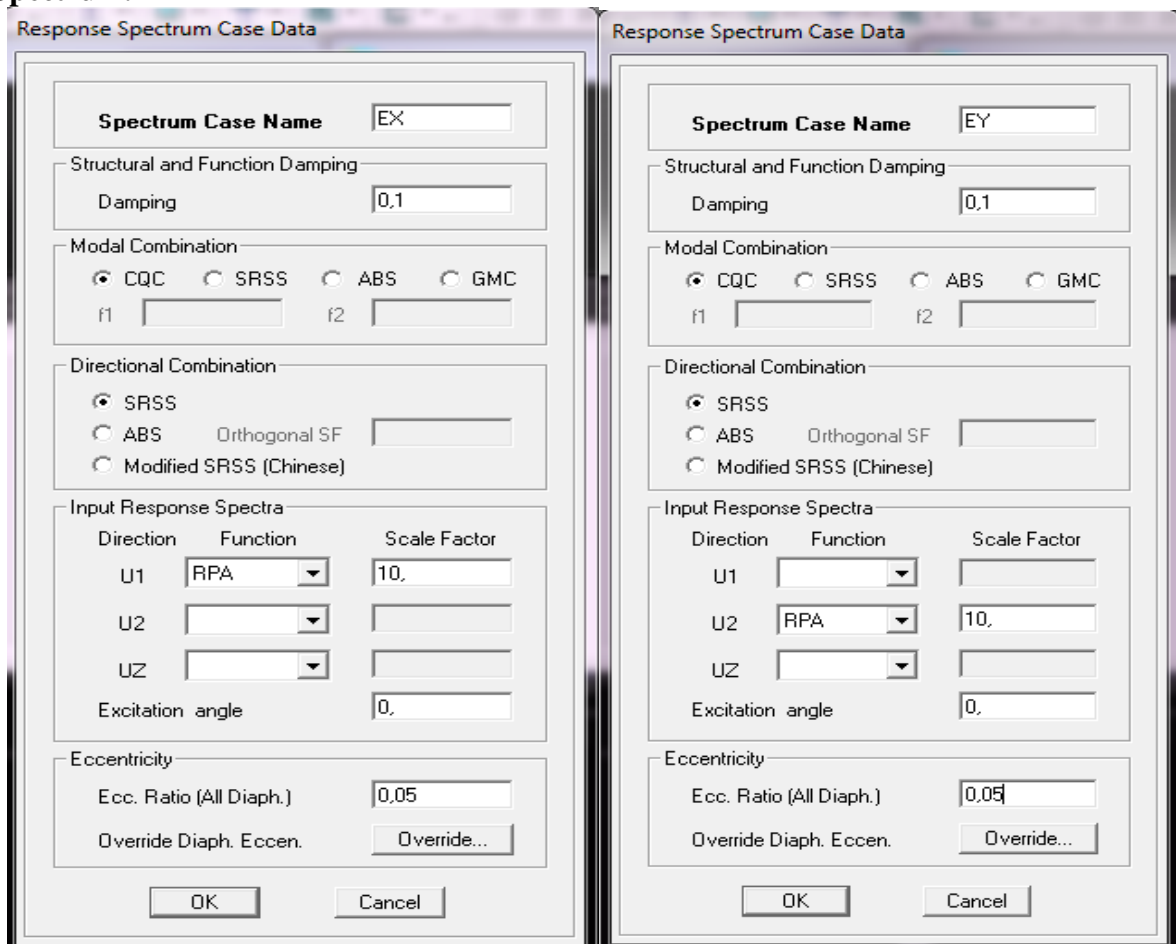 Response Spectrum Case Data
Spectrum Case Name EX
Structural and Function Damping
Damping 0,1
Modal Combination
CQC SRSS ABS GMC
f1 f2
Directional Combination
SRSS
ABS Orthogonal SF
Modified SRSS (Chinese)
Input Response Spectra
Direction Function Scale Factor
U1 RPA 10,
U2
UZ
Excitation angle 0,
Eccentricity
Ecc. Ratio (All Diaph.) 0,05
Override Diaph. Eccen. Override...
OK Cancel
Response Spectrum Case Data
Spectrum Case Name EY
Structural and Function Damping
Damping 0,1
Modal Combination
CQC SRSS ABS GMC
f1 f2
Directional Combination
SRSS
ABS Orthogonal SF
Modified SRSS (Chinese)
Input Response Spectra
Direction Function Scale Factor
U1
U2 RPA 10,
UZ
Excitation angle 0,
Eccentricity
Ecc. Ratio (All Diaph.) 0,05
Override Diaph. Eccen. Override...
OK Cancel